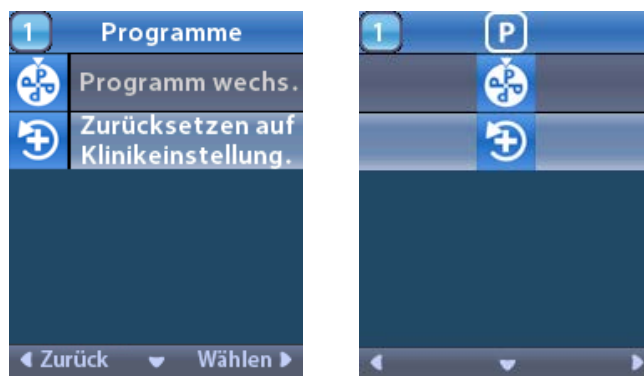 1 Programme
Programm wechs.
Zurücksetzen auf
Klinikeinstellung.
Zurück Wählen
1 P